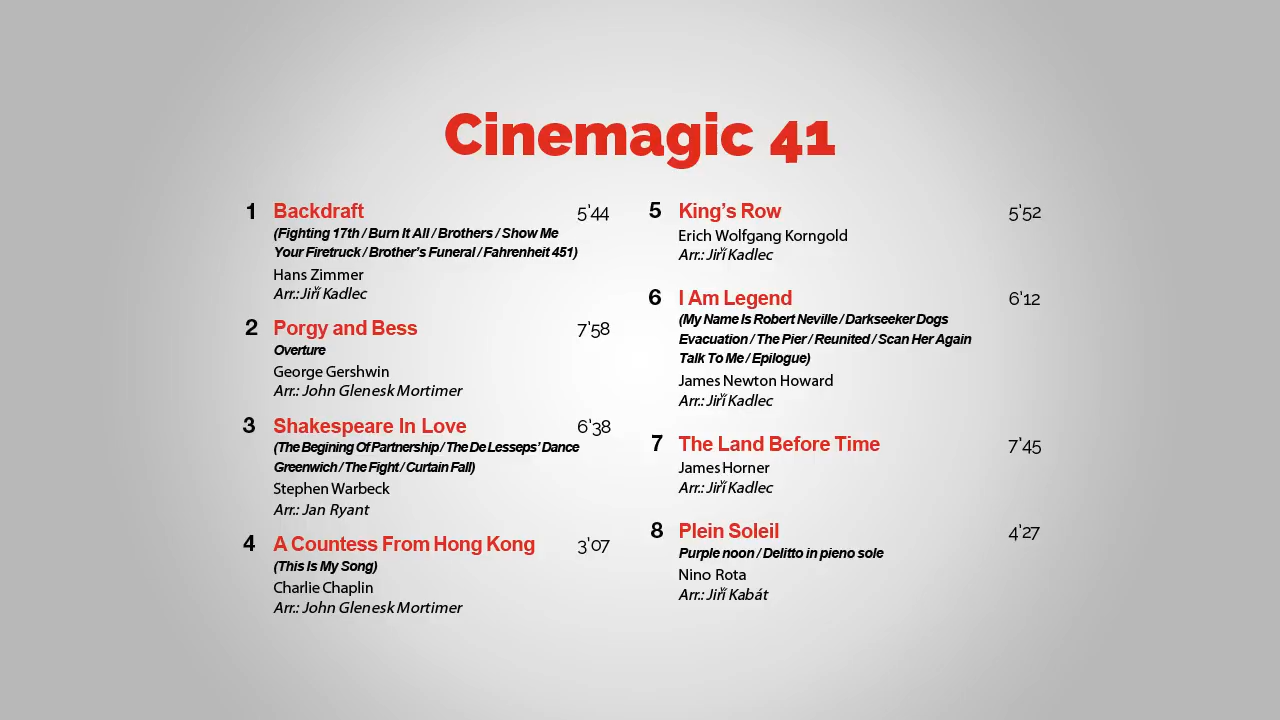 Cinemagic 41
1 Backdraft 5'44
(Fighting 17th / Burn It All / Brothers / Show Me
Your Firetruck / Brother's Funeral / Fahrenheit 451)
Hans Zimmer
Arr.: Jiří Kadlec
2 Porgy and Bess 7'58
Overture
George Gershwin
Arr.: John Glenesk Mortimer
3 Shakespeare In Love 6'38
(The Begining Of Partnership / The De Lesseps' Dance
Greenwich / The Fight / Curtain Fall)
Stephen Warbeck
Arr.: Jan Ryant
4 A Countess From Hong Kong 3'07
(This Is My Song)
Charlie Chaplin
Arr.: John Glenesk Mortimer
5 King's Row 5'52
Erich Wolfgang Korngold
Arr.: Jiří Kadlec
6 I Am Legend 6'12
(My Name Is Robert Neville / Darkseeker Dogs
Evacuation / The Pier / Reunited / Scan Her Again
Talk To Me / Epilogue)
James Newton Howard
Arr.: Jiří Kadlec
7 The Land Before Time 7'45
James Horner
Arr.: Jiří Kadlec
8 Plein Soleil 4'27
Purple noon / Delitto in pieno sole
Nino Rota
Arr.: Jiří Kabát